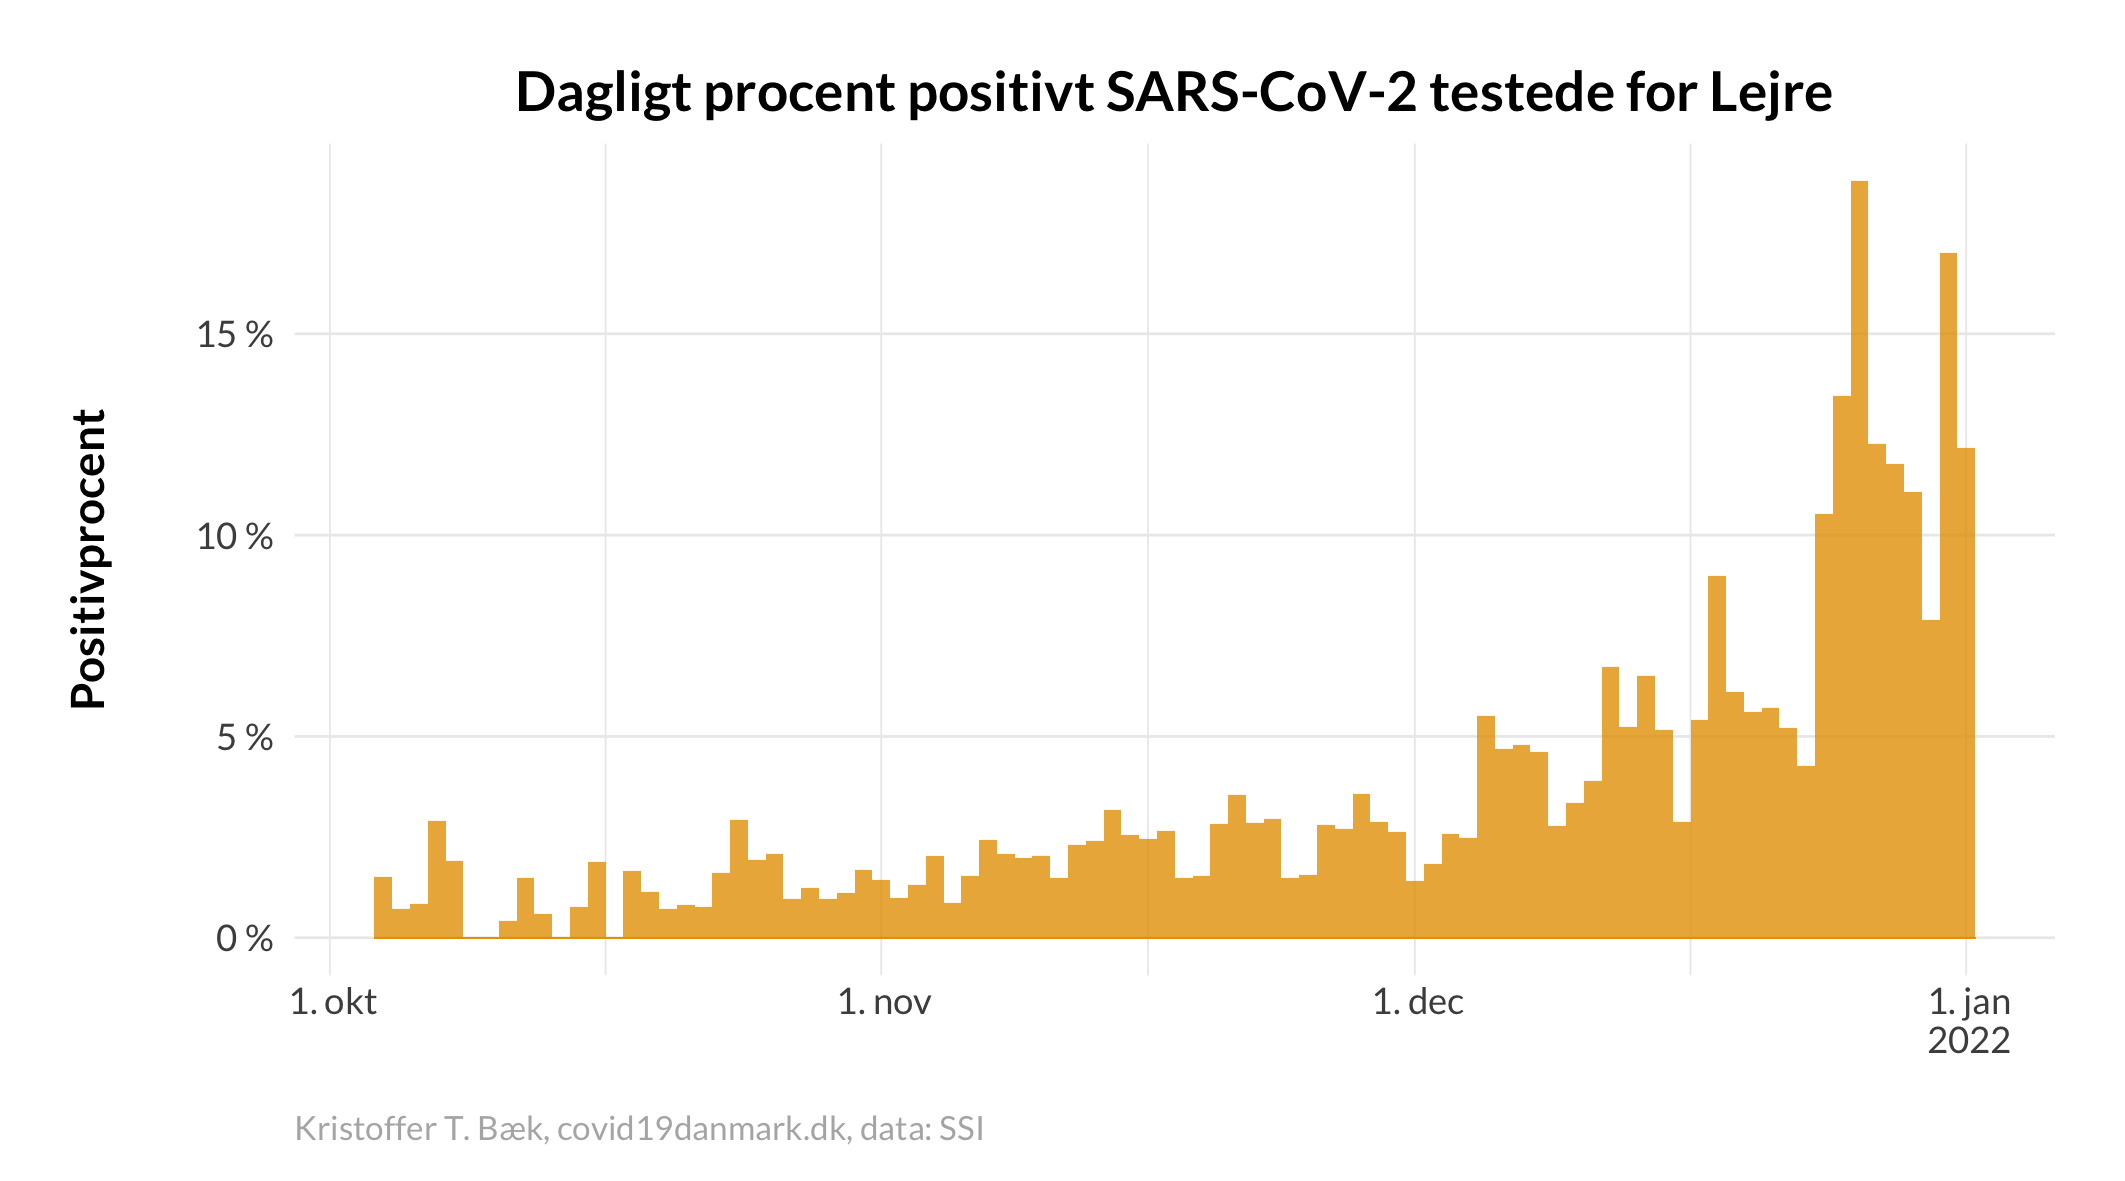 Dagligt procent positivt SARS-CoV-2 testede for Lejre
Positivprocent
15 %
10 %
5 %
0 %
1. okt
1. nov
1. dec
1. jan
2022
Kristoffer T. Bæk, covid19danmark.dk, data: SSI